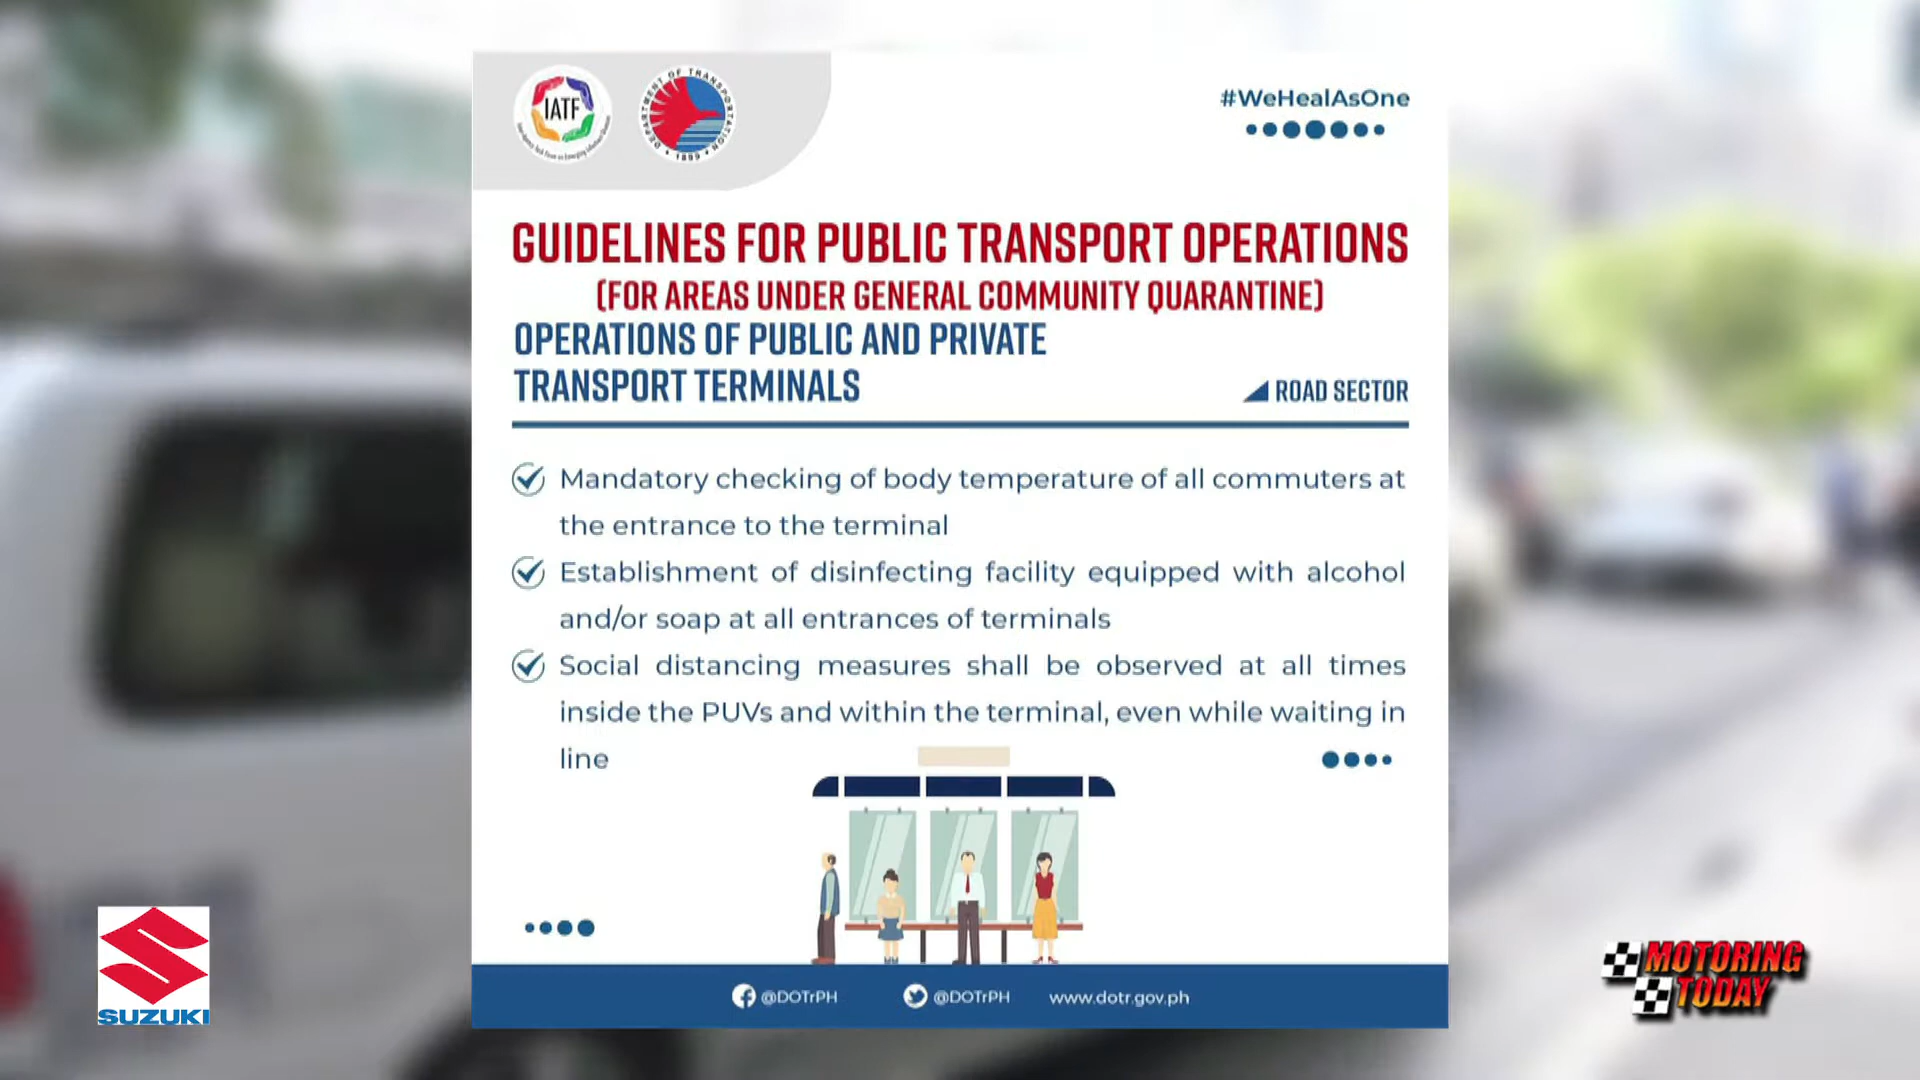 IATF
DEPARTMENT OF TRANSPORTATION
1899
#WeHealAsOne
GUIDELINES FOR PUBLIC TRANSPORT OPERATIONS
(FOR AREAS UNDER GENERAL COMMUNITY QUARANTINE)
OPERATIONS OF PUBLIC AND PRIVATE
TRANSPORT TERMINALS
ROAD SECTOR
Mandatory checking of body temperature of all commuters at
the entrance to the terminal
Establishment of disinfecting facility equipped with alcohol
and/or soap at all entrances of terminals
Social distancing measures shall be observed at all times
inside the PUVs and within the terminal, even while waiting in
line
@DOTrPH
@DOTrPH
www.dotr.gov.ph
SUZUKI
MOTORING
TODAY